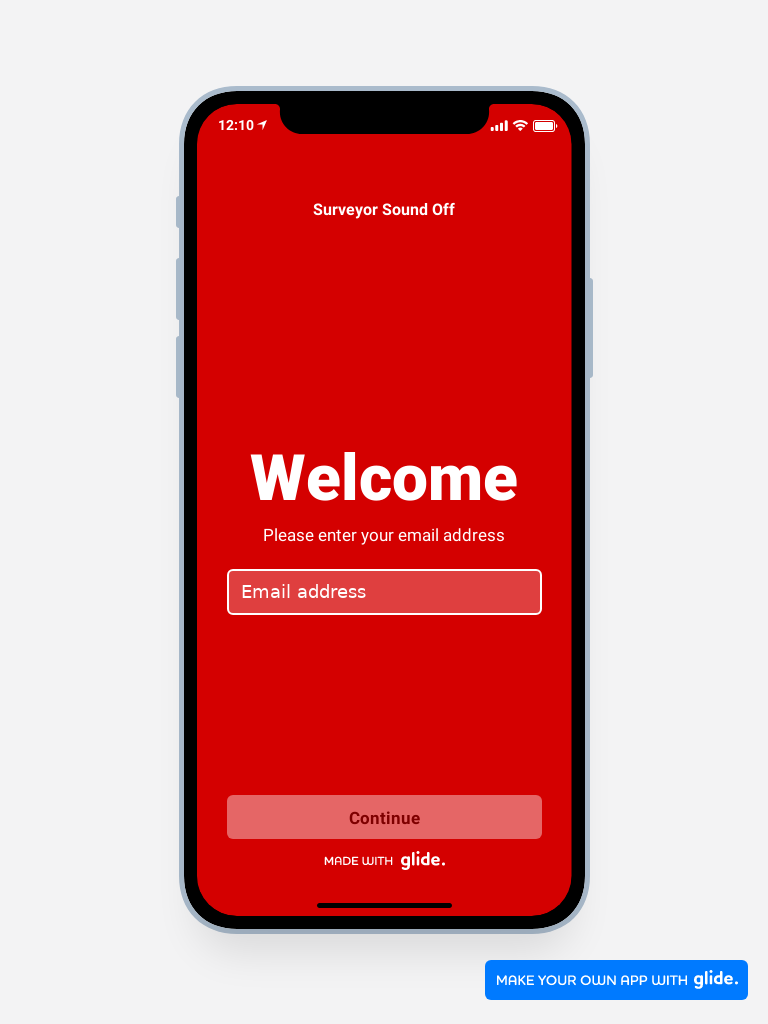 12:10
Surveyor Sound Off
Welcome
Please enter your email address
Email address
Continue
MADE WITH glide.
MAKE YOUR OWN APP WITH glide.